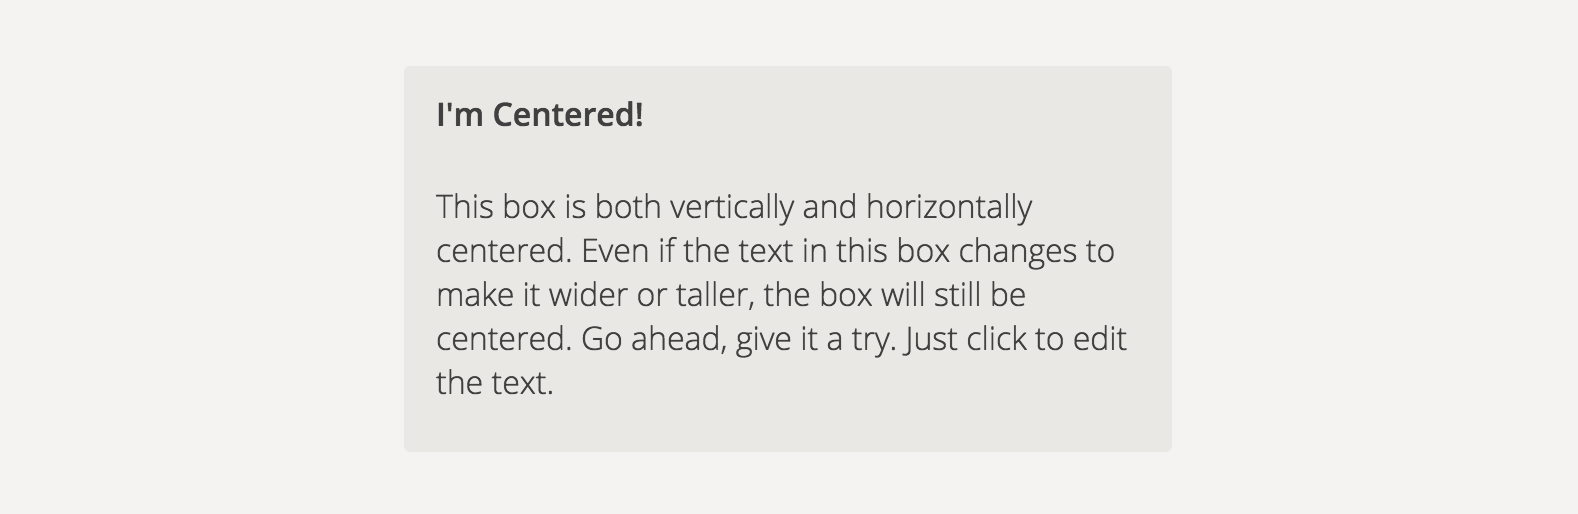 I'm Centered!
This box is both vertically and horizontally
centered. Even if the text in this box changes to
make it wider or taller, the box will still be
centered. Go ahead, give it a try. Just click to edit
the text.